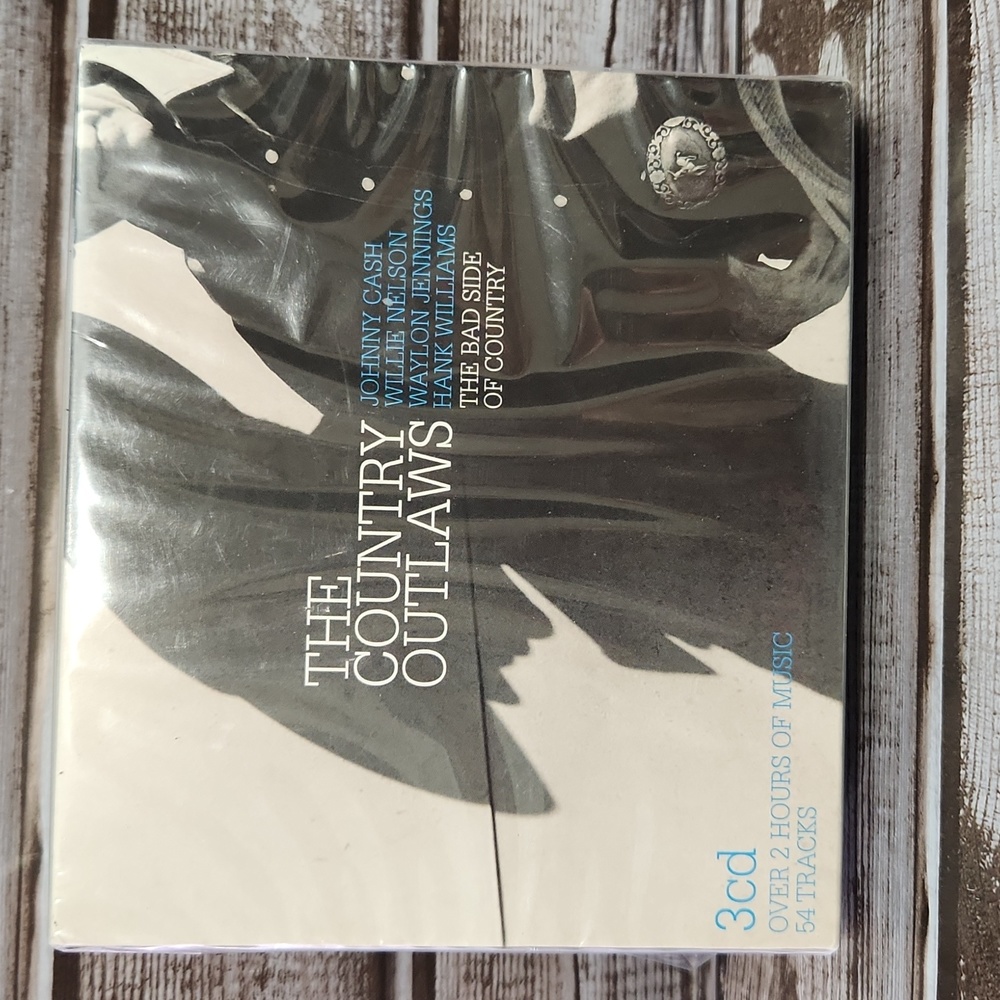 THE
COUNTRY
OUTLAWS
JOHNNY CASH
WILLIE NELSON
WAYLON JENNINGS
HANK WILLIAMS
THE BAD SIDE
OF COUNTRY
3cd
OVER 2 HOURS OF MUSIC
54 TRACKS